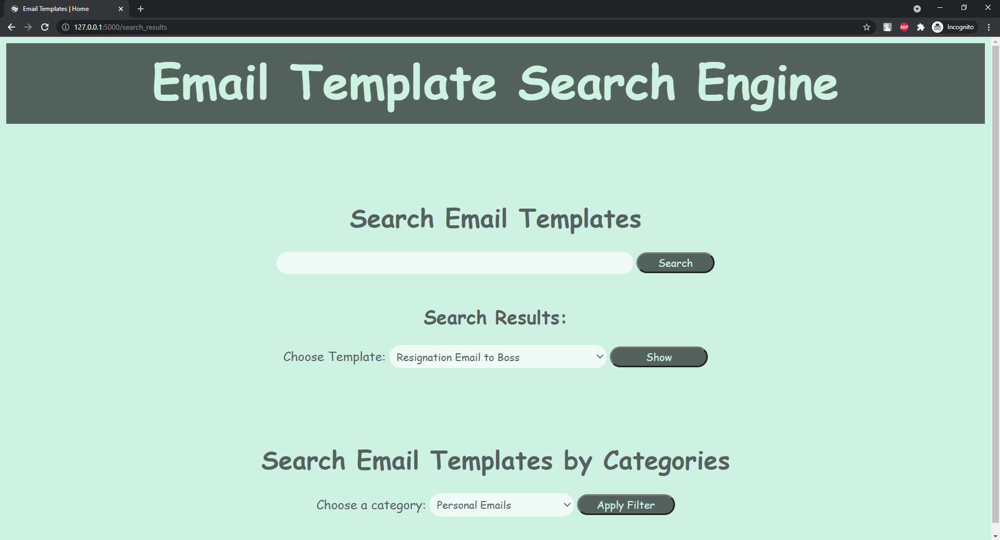 Email Templates | Home
127.0.0.1:5000/search_results
ABP
Incognito
Email Template Search Engine
Search Email Templates
Search
Search Results:
Choose Template: Resignation Email to Boss Show
Search Email Templates by Categories
Choose a category: Personal Emails Apply Filter